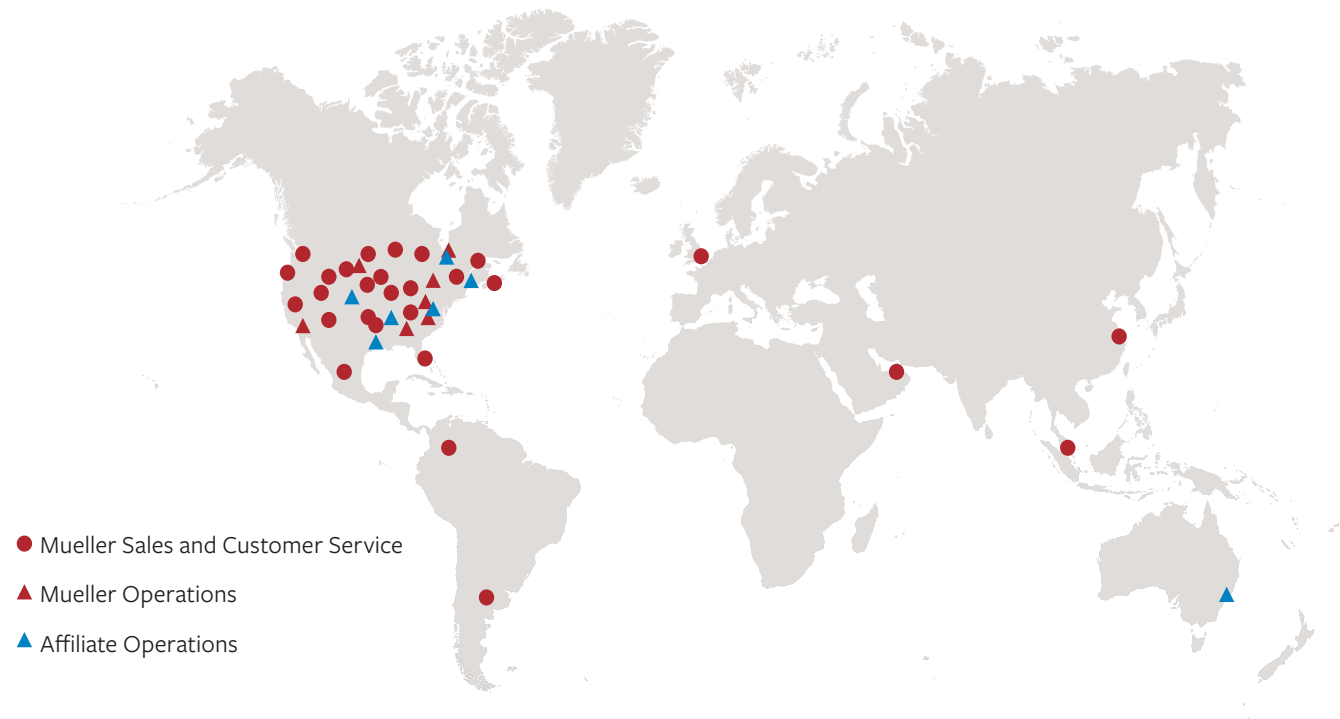 Mueller Sales and Customer Service
Mueller Operations
Affiliate Operations